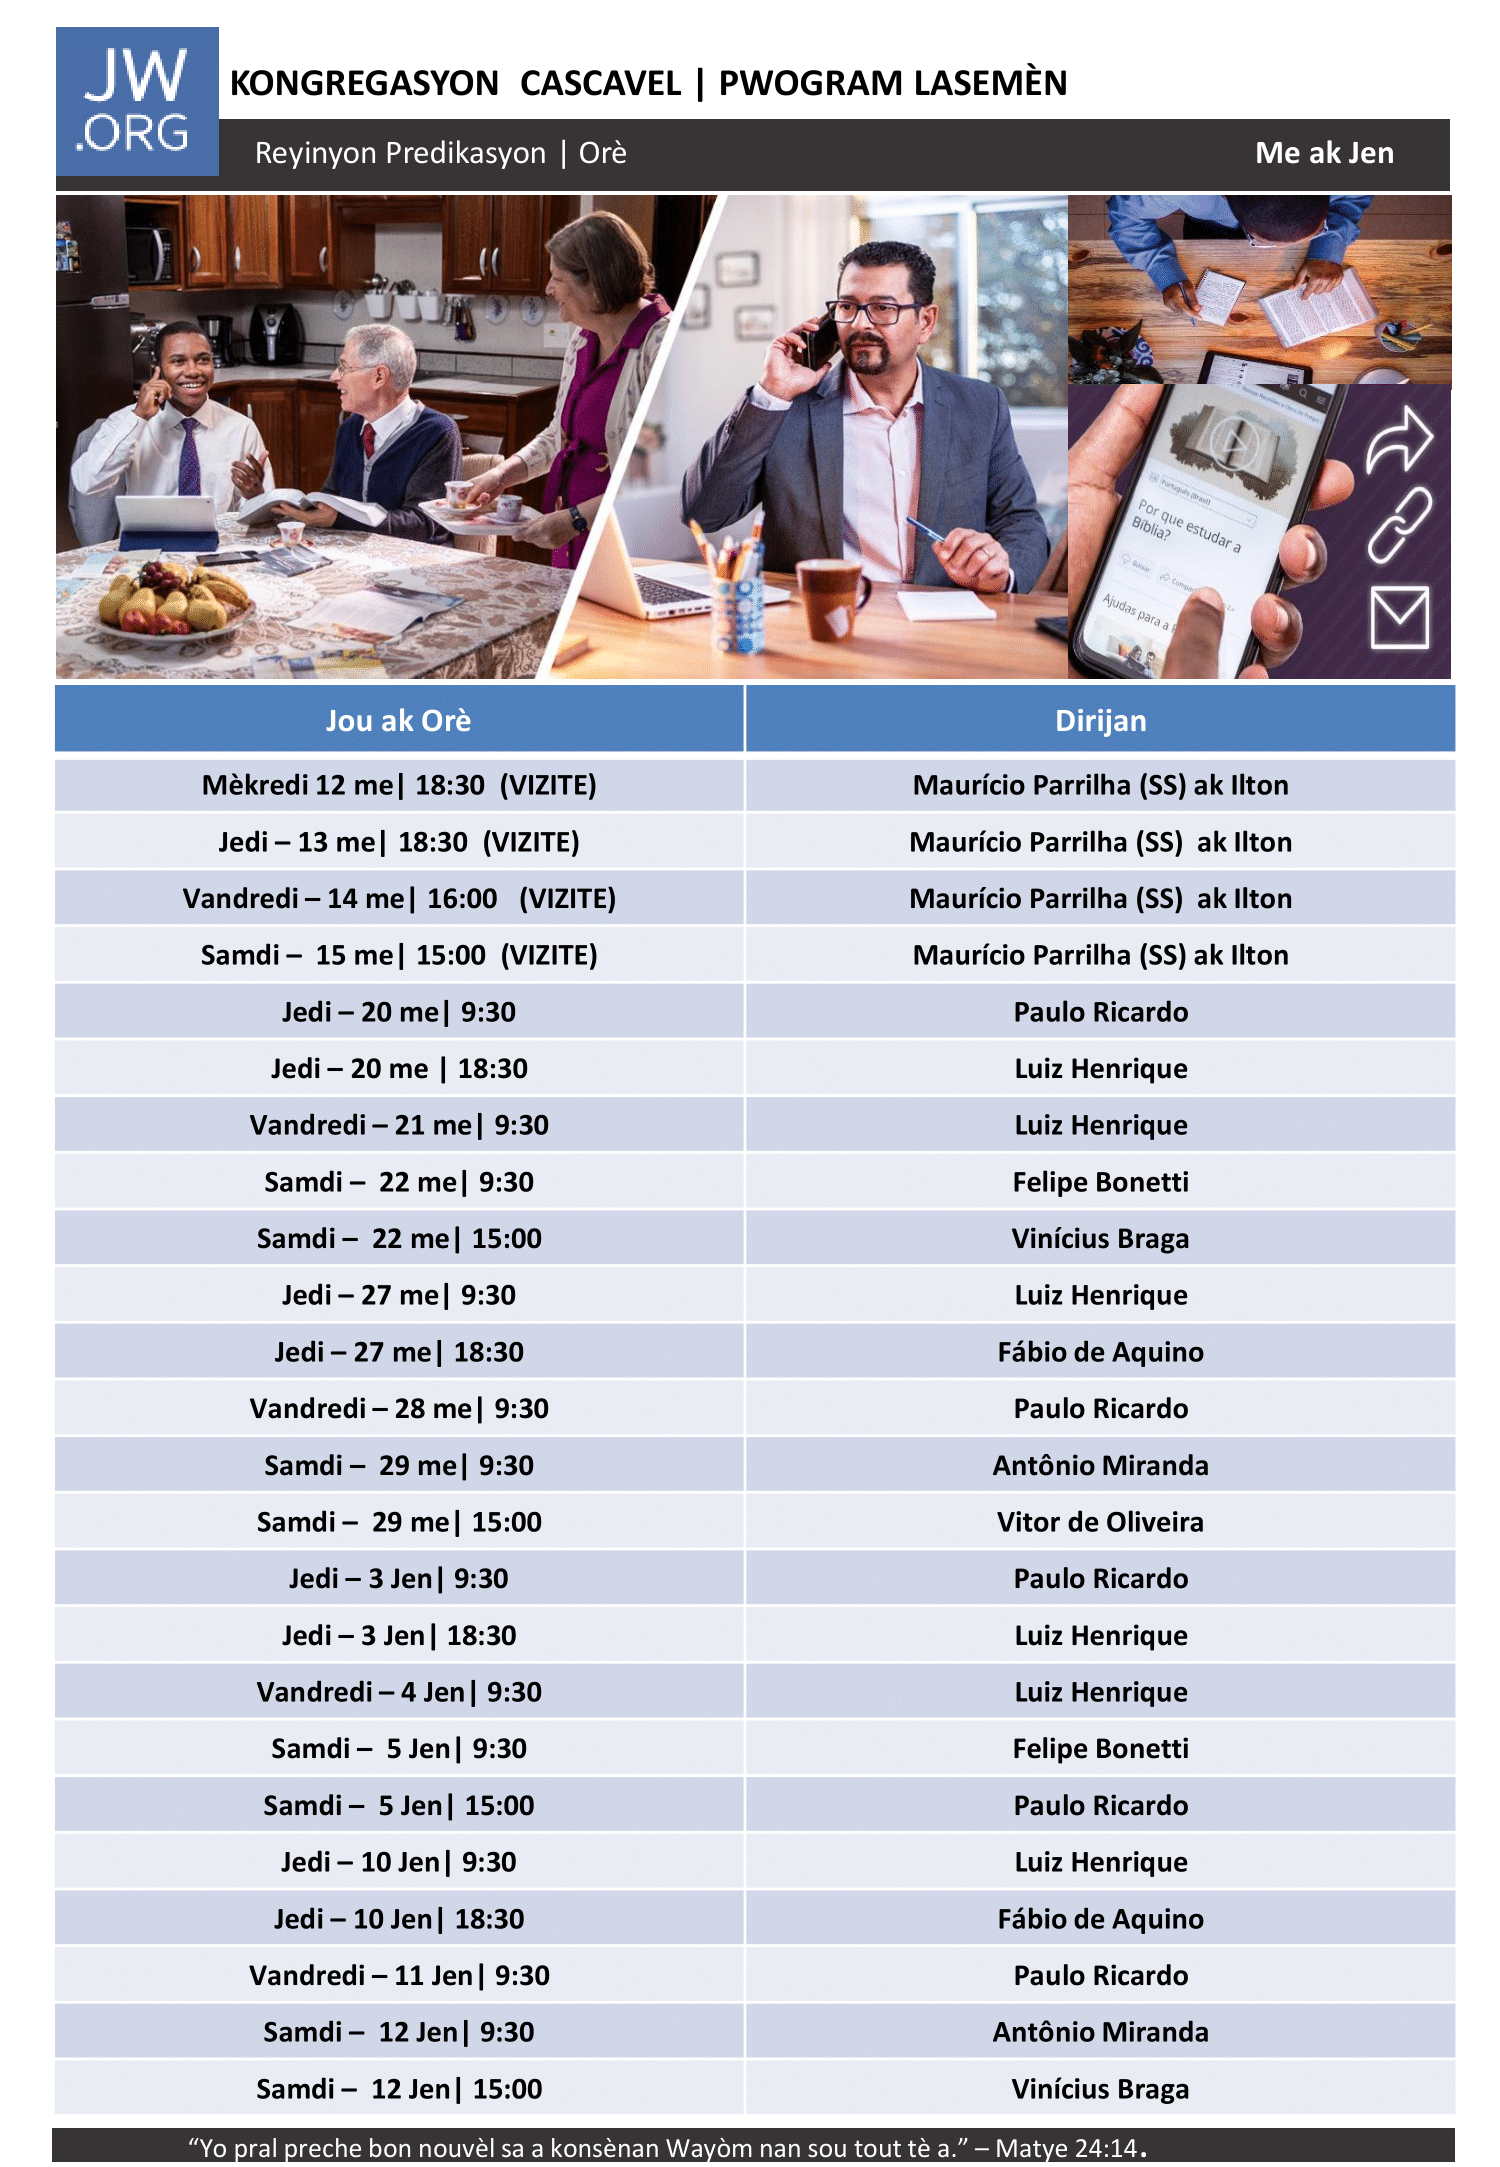 JW
.ORG
KONGREGASYON CASCAVEL | PWOGRAM LASEMÈN
Reyinyon Predikasyon | Orè Me ak Jen
Português (Brasil)
Por que estudar a
Bíblia?
Baixar
Ajudas para a
Jou ak Orè Dirijan
Mèkredi 12 me| 18:30 (VIZITE) Maurício Parrilha (SS) ak Ilton
Jedi – 13 me| 18:30 (VIZITE) Maurício Parrilha (SS) ak Ilton
Vandredi – 14 me| 16:00 (VIZITE) Maurício Parrilha (SS) ak Ilton
Samdi – 15 me| 15:00 (VIZITE) Maurício Parrilha (SS) ak Ilton
Jedi – 20 me| 9:30 Paulo Ricardo
Jedi – 20 me | 18:30 Luiz Henrique
Vandredi – 21 me| 9:30 Luiz Henrique
Samdi – 22 me| 9:30 Felipe Bonetti
Samdi – 22 me| 15:00 Vinícius Braga
Jedi – 27 me| 9:30 Luiz Henrique
Jedi – 27 me| 18:30 Fábio de Aquino
Vandredi – 28 me| 9:30 Paulo Ricardo
Samdi – 29 me| 9:30 Antônio Miranda
Samdi – 29 me| 15:00 Vitor de Oliveira
Jedi – 3 Jen| 9:30 Paulo Ricardo
Jedi – 3 Jen| 18:30 Luiz Henrique
Vandredi – 4 Jen| 9:30 Luiz Henrique
Samdi – 5 Jen| 9:30 Felipe Bonetti
Samdi – 5 Jen| 15:00 Paulo Ricardo
Jedi – 10 Jen| 9:30 Luiz Henrique
Jedi – 10 Jen| 18:30 Fábio de Aquino
Vandredi – 11 Jen| 9:30 Paulo Ricardo
Samdi – 12 Jen| 9:30 Antônio Miranda
Samdi – 12 Jen| 15:00 Vinícius Braga
“Yo pral preche bon nouvèl sa a konsènan Wayòm nan sou tout tè a.” – Matye 24:14.